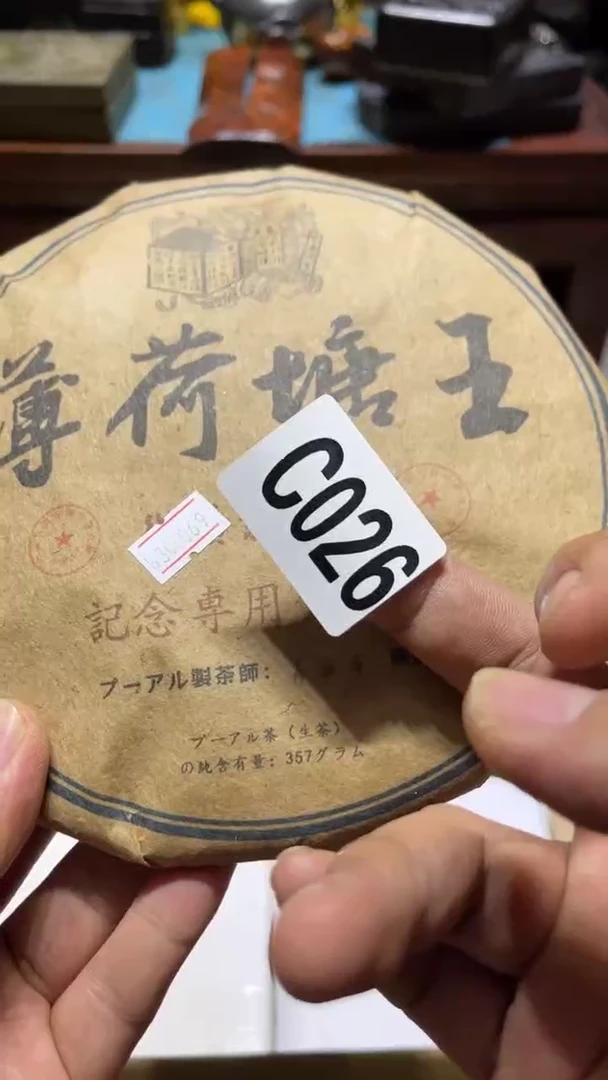 薄荷塘王
C026
記念専用
プーアル製茶師：
プーアル茶（生茶）
の純含有量：357グラム